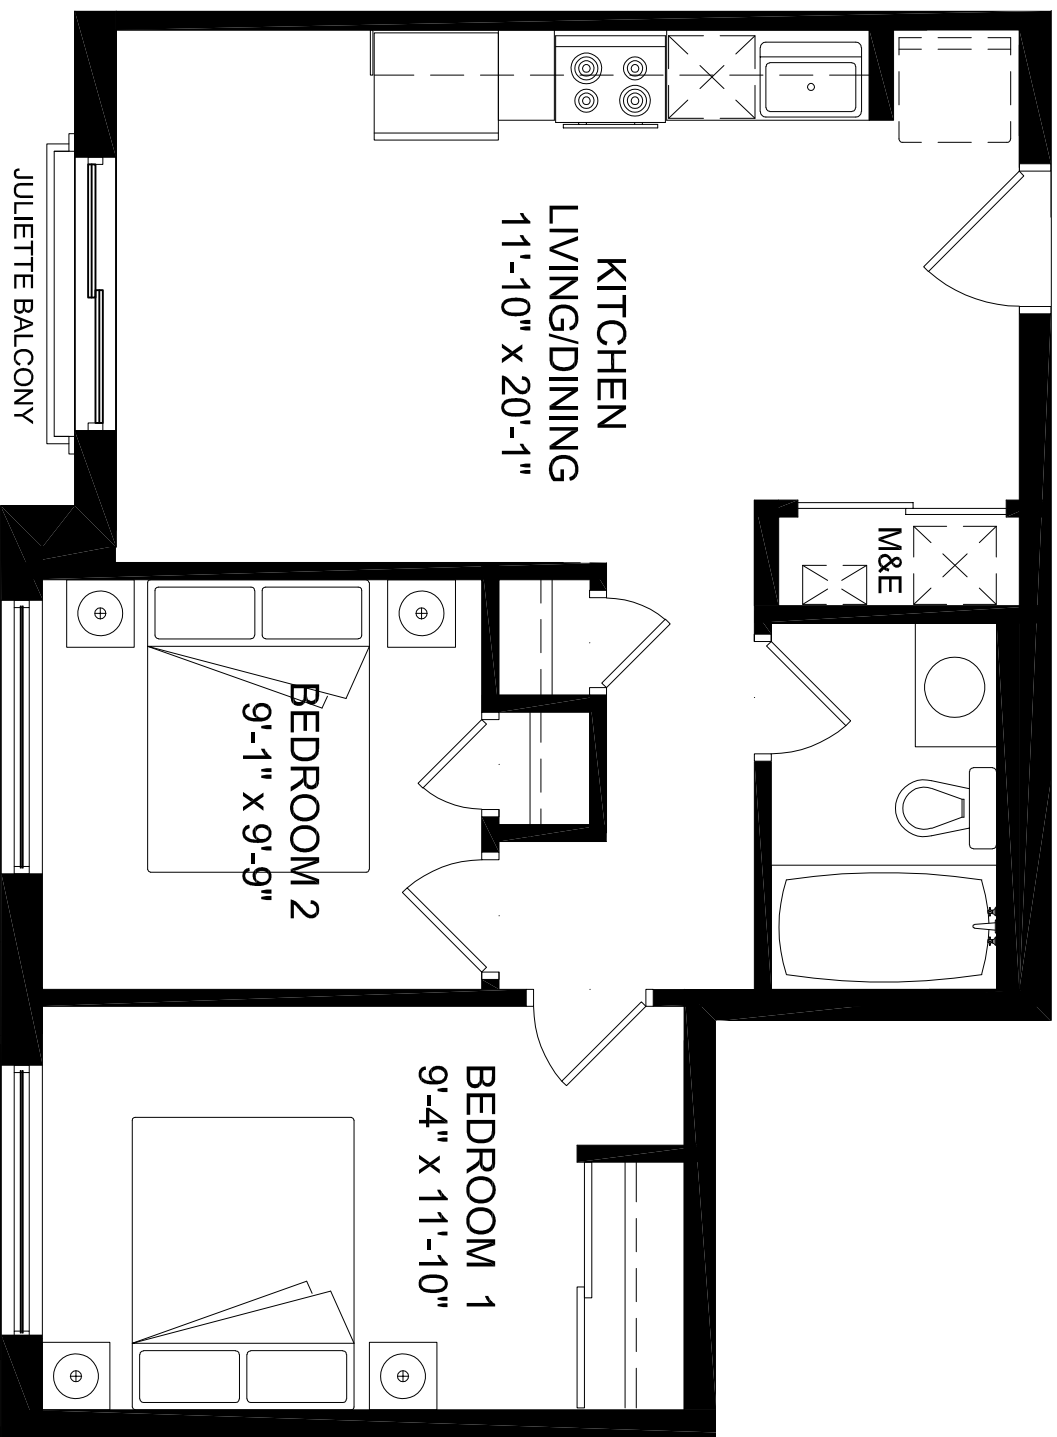 KITCHEN
LIVING/DINING
11'-10" x 20'-1"
JULIETTE BALCONY
M&E
BEDROOM 2
9'-1" x 9'-9"
BEDROOM 1
9'-4" x 11'-10"